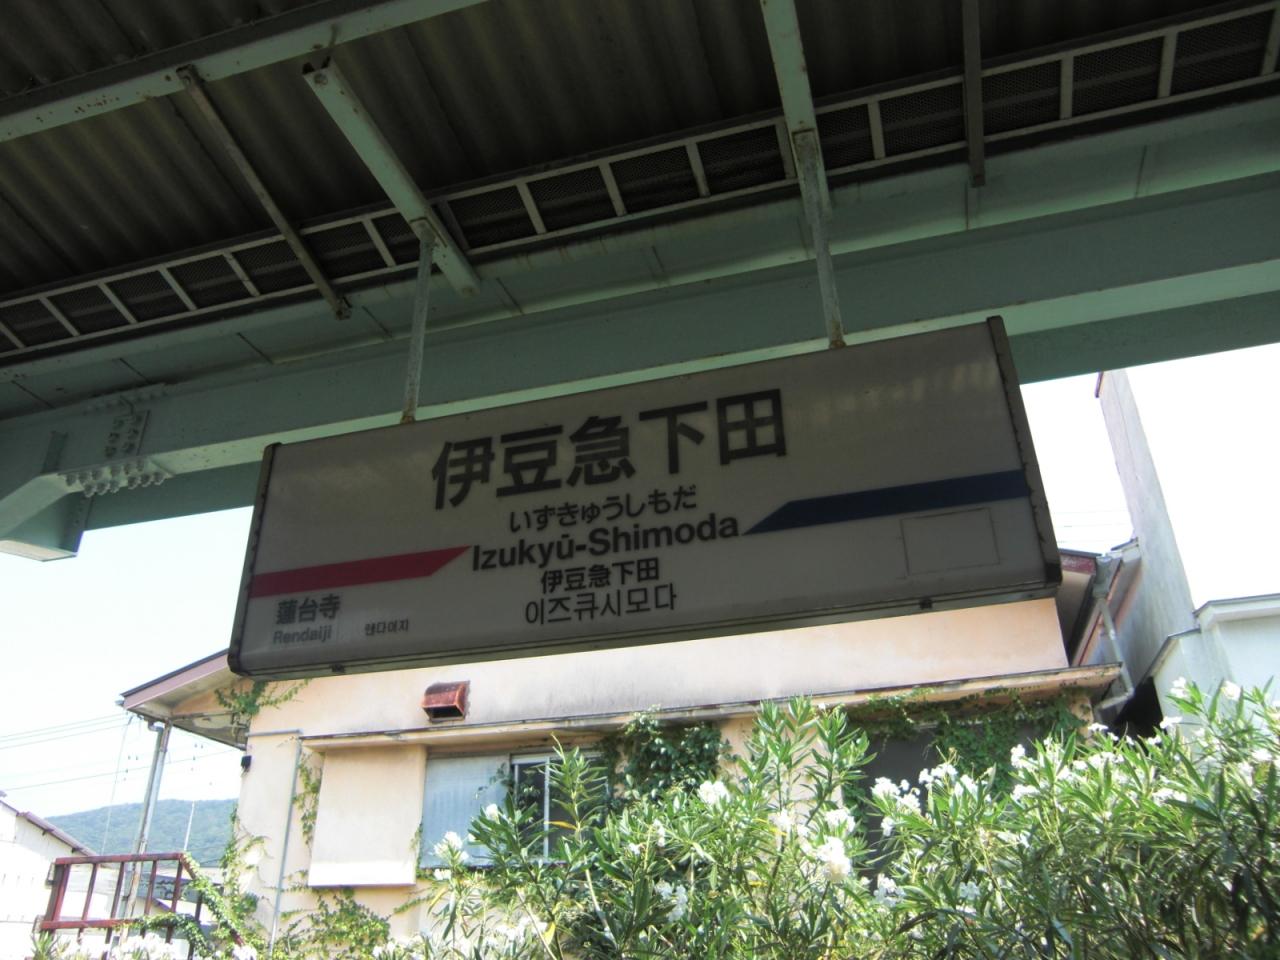 伊豆急下田
いずきゅうしもだ
Izukyū-Shimoda
伊豆急下田
이즈큐시모다
蓮台寺
Rendaiji 렌다이지